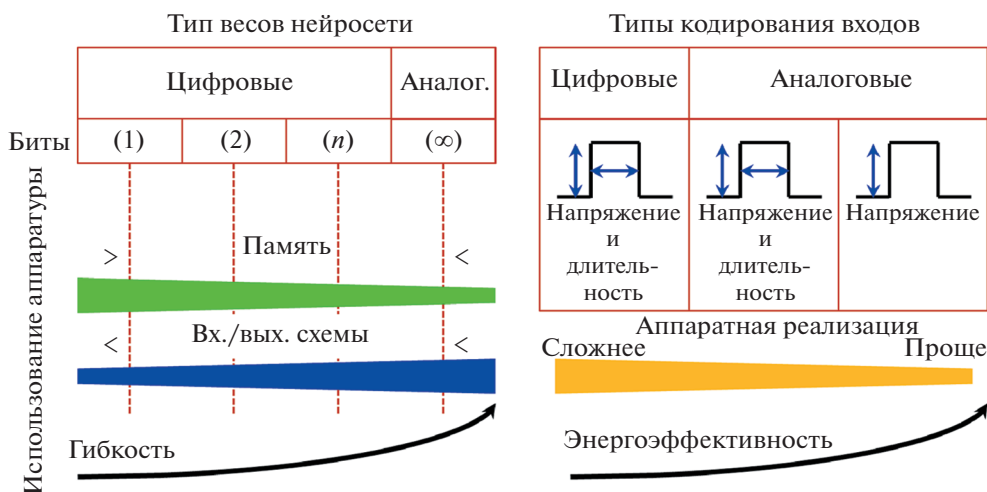 Тип весов нейросети
Цифровые
Аналог.
Биты
(1)
(2)
(n)
(∞)
Использование аппаратуры
Память
>
<
Вх./вых. схемы
<
<
Гибкость
Типы кодирования входов
Цифровые
Аналоговые
Напряжение
и
длитель-
ность
Напряжение
и
длитель-
ность
Напряжение
Аппаратная реализация
Сложнее
Проще
Энергоэффективность